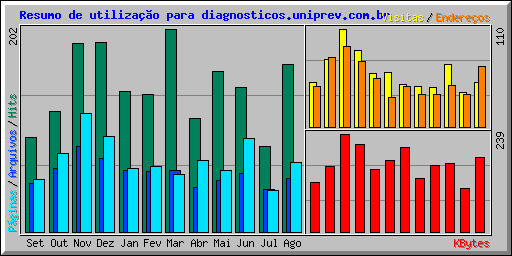 Resumo de utilização para diagnosticos.uniprev.com.br
Visitas / Endereços
202
110
239
Páginas / Arquivos / Hits
Set Out Nov Dez Jan Fev Mar Abr Mai Jun Jul Ago
KBytes